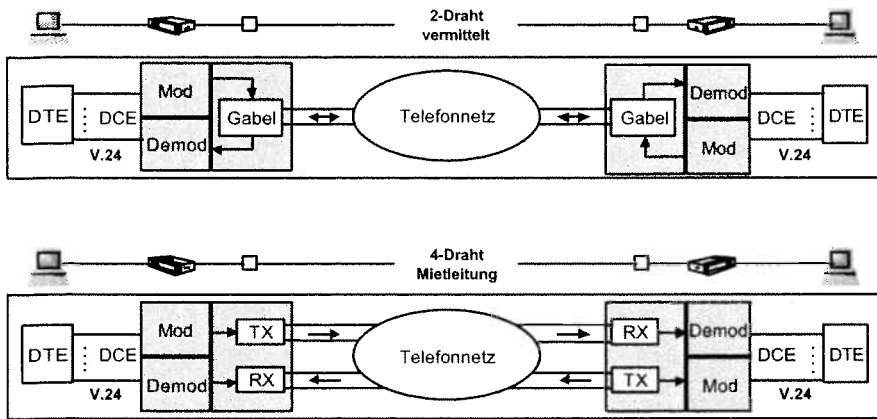 2-Draht
vermittelt
DTE
DCE
V.24
Mod
Demod
Gabel
Telefonnetz
Gabel
Demod
Mod
DCE
V.24
DTE
4-Draht
Mietleitung
DTE
DCE
V.24
Mod
Demod
TX
RX
Telefonnetz
RX
TX
Demod
Mod
DCE
V.24
DTE